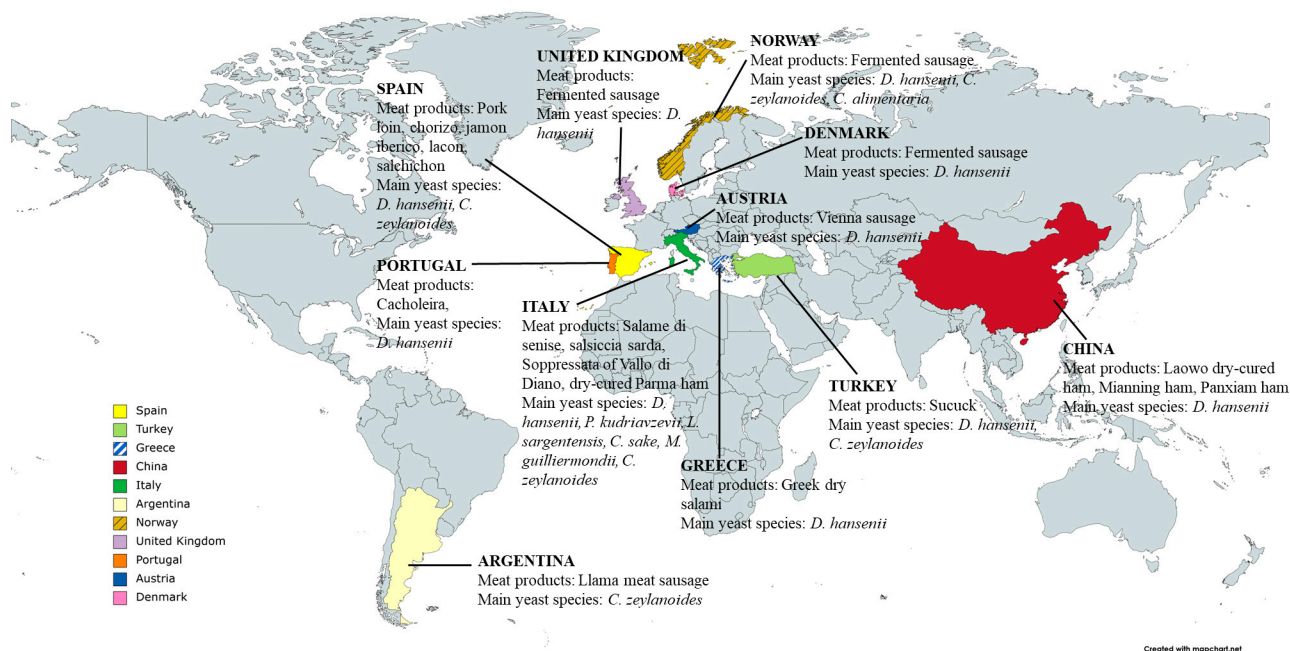 UNITED KINGDOM
Meat products:
Fermented sausage
Main yeast species: D.
hansenii
NORWAY
Meat products: Fermented sausage
Main yeast species: D. hansenii, C.
zeylanoides, C. alimentaria
SPAIN
Meat products: Pork
loin, chorizo, jamon
iberico, lacon,
salchichon
Main yeast species:
D. hansenii, C.
zeylanoides
DENMARK
Meat products: Fermented sausage
Main yeast species: D. hansenii
AUSTRIA
Meat products: Vienna sausage
Main yeast species: D. hansenii
PORTUGAL
Meat products:
Cacholeira,
Main yeast species:
D. hansenii
ITALY
Meat products: Salame di
senise, salsiccia sarda,
Soppressata of Vallo di
Diano, dry-cured Parma ham
Main yeast species: D.
hansenii, P. kudriavzevii, L.
sargentensis, C. sake, M.
guilliermondii, C.
zeylanoides
CHINA
Meat products: Laowo dry-cured
ham, Mianning ham, Panxiam ham
Main yeast species: D. hansenii
TURKEY
Meat products: Sucuck
Main yeast species: D. hansenii,
C. zeylanoides
GREECE
Meat products: Greek dry
salami
Main yeast species: D. hansenii
ARGENTINA
Meat products: Llama meat sausage
Main yeast species: C. zeylanoides
Spain
Turkey
Greece
China
Italy
Argentina
Norway
United Kingdom
Portugal
Austria
Denmark
Created with mapchart.net